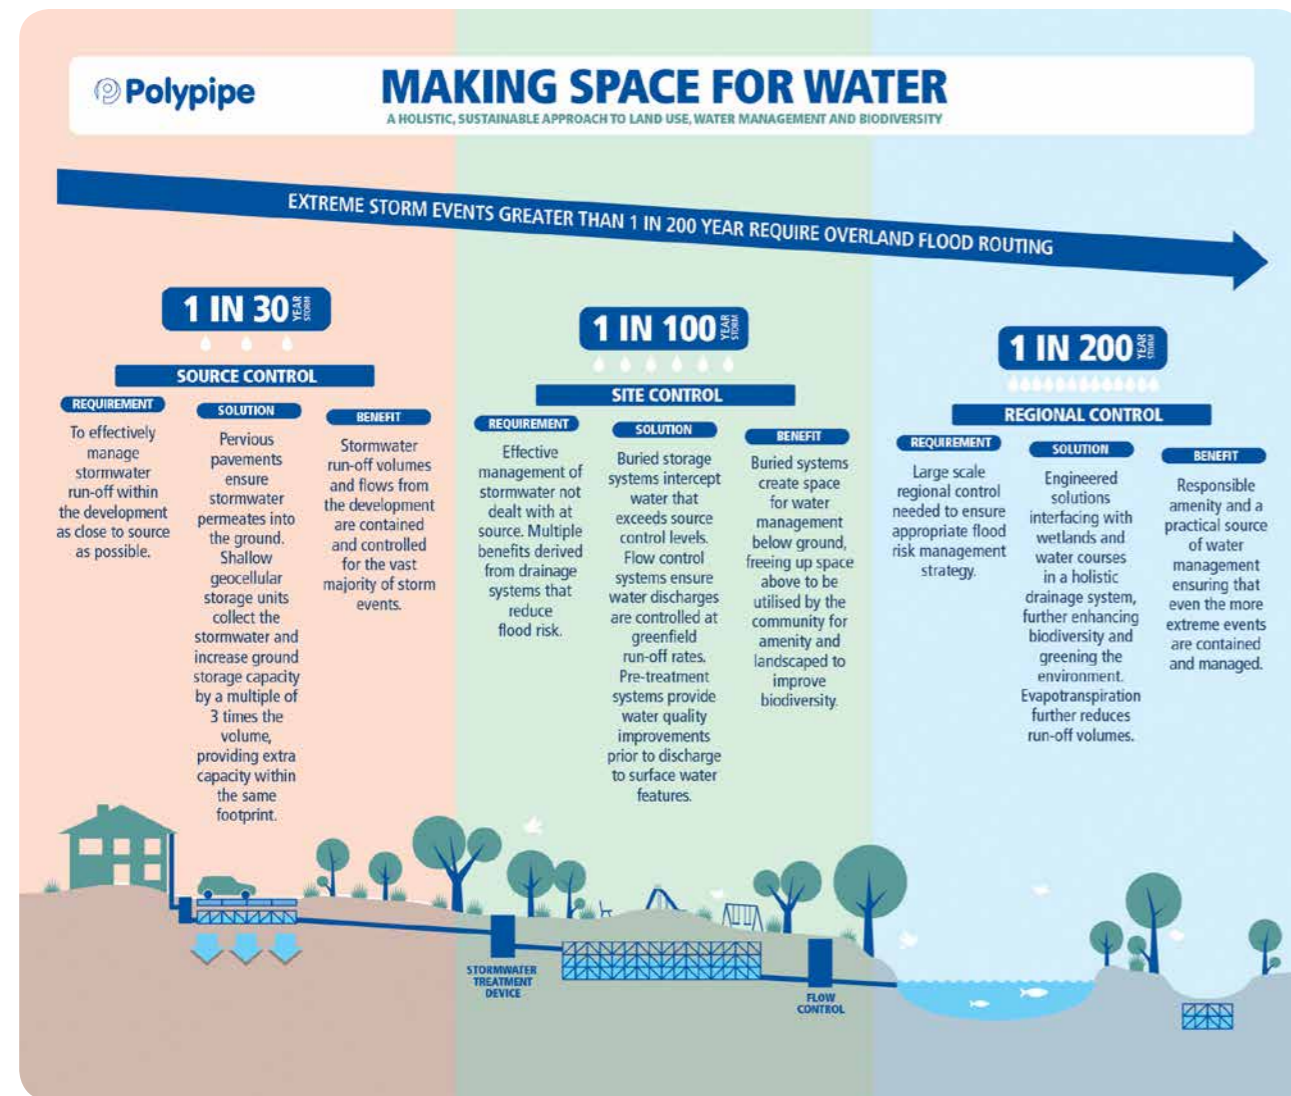 Polypipe
MAKING SPACE FOR WATER
A HOLISTIC, SUSTAINABLE APPROACH TO LAND USE, WATER MANAGEMENT AND BIODIVERSITY
EXTREME STORM EVENTS GREATER THAN 1 IN 200 YEAR REQUIRE OVERLAND FLOOD ROUTING
1 IN 30 YEAR STORM
SOURCE CONTROL
REQUIREMENT
To effectively
manage
stormwater
run-off within
the development
as close to source
as possible.
SOLUTION
Pervious
pavements
ensure
stormwater
permeates into
the ground.
Shallow
geocellular
storage units
collect the
stormwater and
increase ground
storage capacity
by a multiple of
3 times the
volume,
providing extra
capacity within
the same
footprint.
BENEFIT
Stormwater
run-off volumes
and flows from
the development
are contained
and controlled
for the vast
majority of storm
events.
1 IN 100 YEAR STORM
SITE CONTROL
REQUIREMENT
Effective
management of
stormwater not
dealt with at
source. Multiple
benefits derived
from drainage
systems that
reduce
flood risk.
SOLUTION
Buried storage
systems intercept
water that
exceeds source
control levels.
Flow control
systems ensure
water discharges
are controlled at
greenfield
run-off rates.
Pre-treatment
systems provide
water quality
improvements
prior to discharge
to surface water
features.
BENEFIT
Buried systems
create space
for water
management
below ground,
freeing up space
above to be
utilised by the
community for
amenity and
landscaped to
improve
biodiversity.
1 IN 200 YEAR STORM
REGIONAL CONTROL
REQUIREMENT
Large scale
regional control
needed to ensure
appropriate flood
risk management
strategy.
SOLUTION
Engineered
solutions
interfacing with
wetlands and
water courses
in a holistic
drainage system,
further enhancing
biodiversity and
greening the
environment.
Evapotranspiration
further reduces
run-off volumes.
BENEFIT
Responsible
amenity and a
practical source
of water
management
ensuring that
even the more
extreme events
are contained
and managed.
STORMWATER
TREATMENT
DEVICE
FLOW
CONTROL